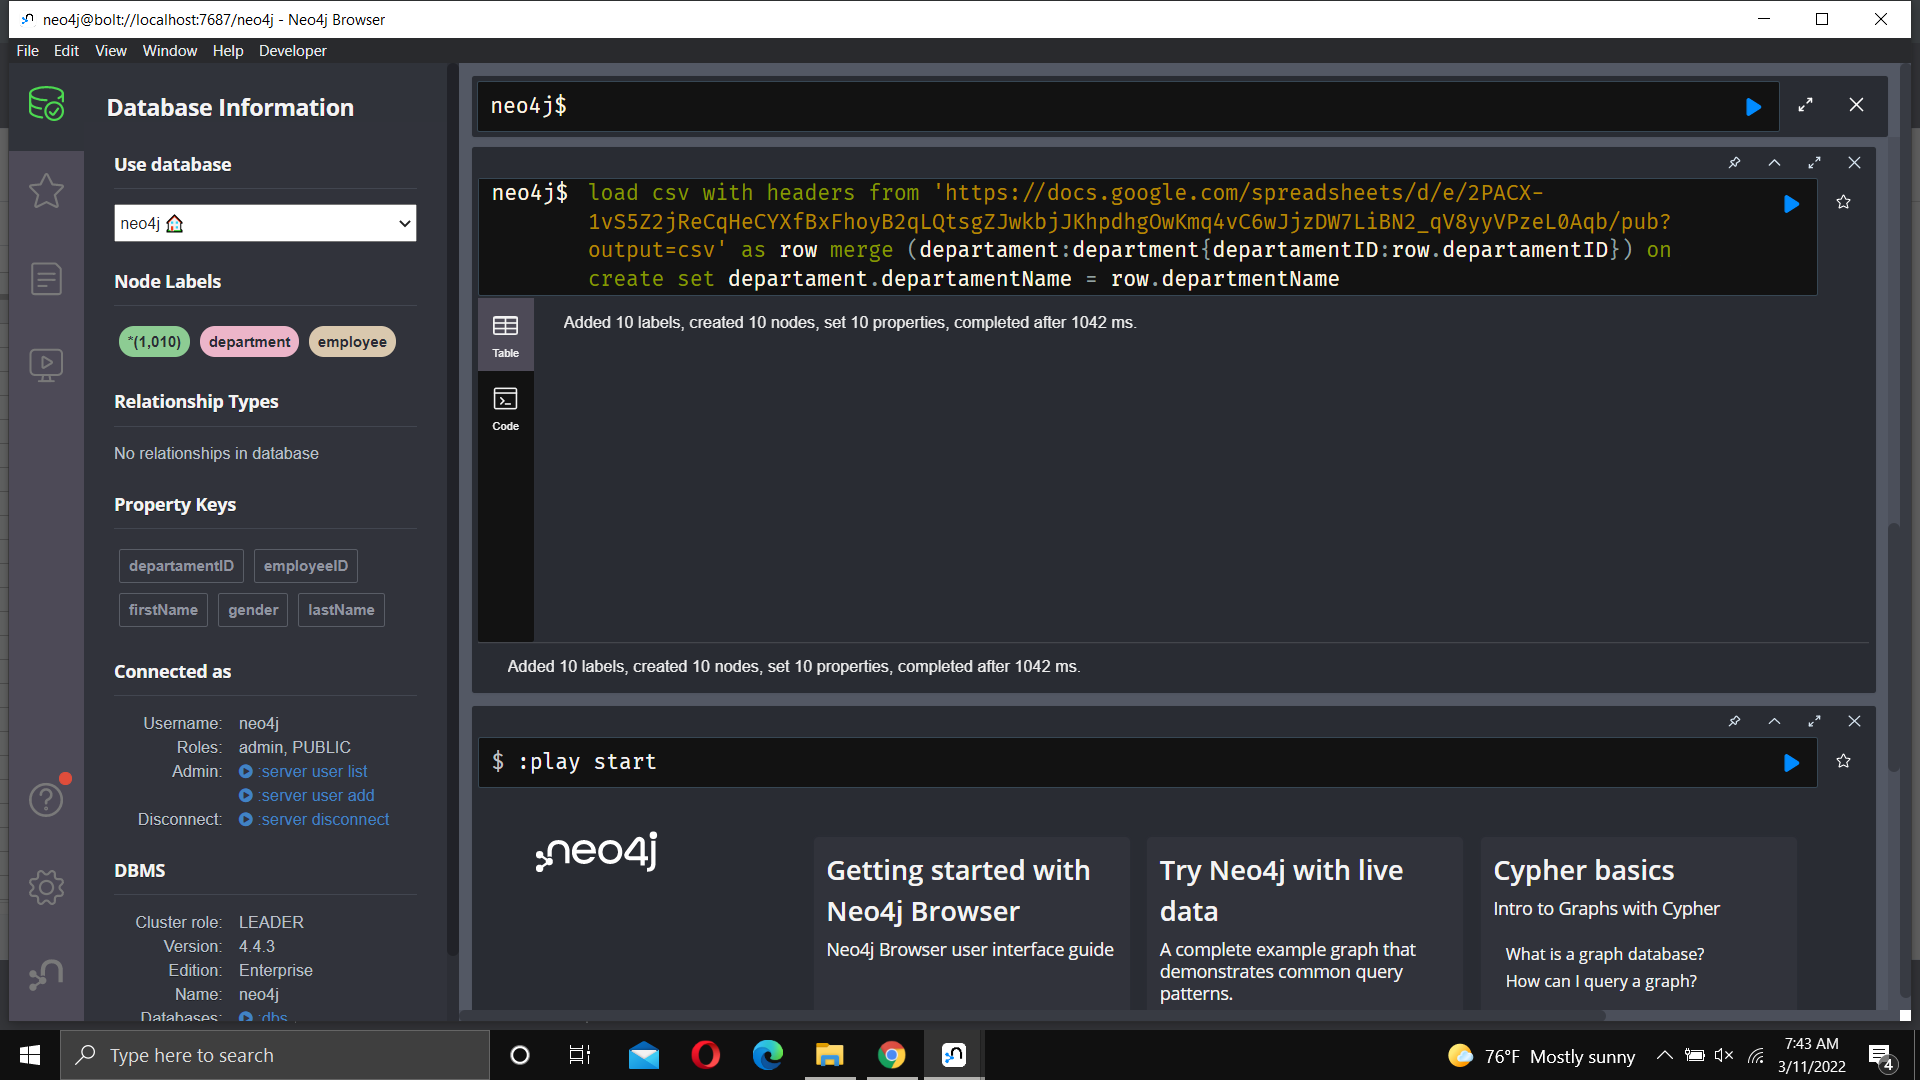 neo4j@bolt://localhost:7687/neo4j - Neo4j Browser
File Edit View Window Help Developer
Database Information
Use database
neo4j
Node Labels
*(1,010) department employee
Relationship Types
No relationships in database
Property Keys
departamentID employeeID
firstName gender lastName
Connected as
Username: neo4j
Roles: admin, PUBLIC
Admin: :server user list
:server user add
Disconnect: :server disconnect
DBMS
Cluster role: LEADER
Version: 4.4.3
Edition: Enterprise
Name: neo4j
Databases: :dbs
neo4j$
neo4j$ load csv with headers from 'https://docs.google.com/spreadsheets/d/e/2PACX-
1vS5Z2jReCqHeCYXfBxFhoyB2qLQtsgZJwkbjJKhpdhgOwKmq4vC6wJjzDW7LiBN2_qV8yyVPzeL0Aqb/pub?
output=csv' as row merge (departament:department{departamentID:row.departamentID}) on
create set departament.departamentName = row.departmentName
Table
Code
Added 10 labels, created 10 nodes, set 10 properties, completed after 1042 ms.
Added 10 labels, created 10 nodes, set 10 properties, completed after 1042 ms.
$ :play start
neo4j
Getting started with
Neo4j Browser
Neo4j Browser user interface guide
Try Neo4j with live
data
A complete example graph that
demonstrates common query
patterns.
Cypher basics
Intro to Graphs with Cypher
What is a graph database?
How can I query a graph?
Type here to search
76°F Mostly sunny
7:43 AM
3/11/2022
4